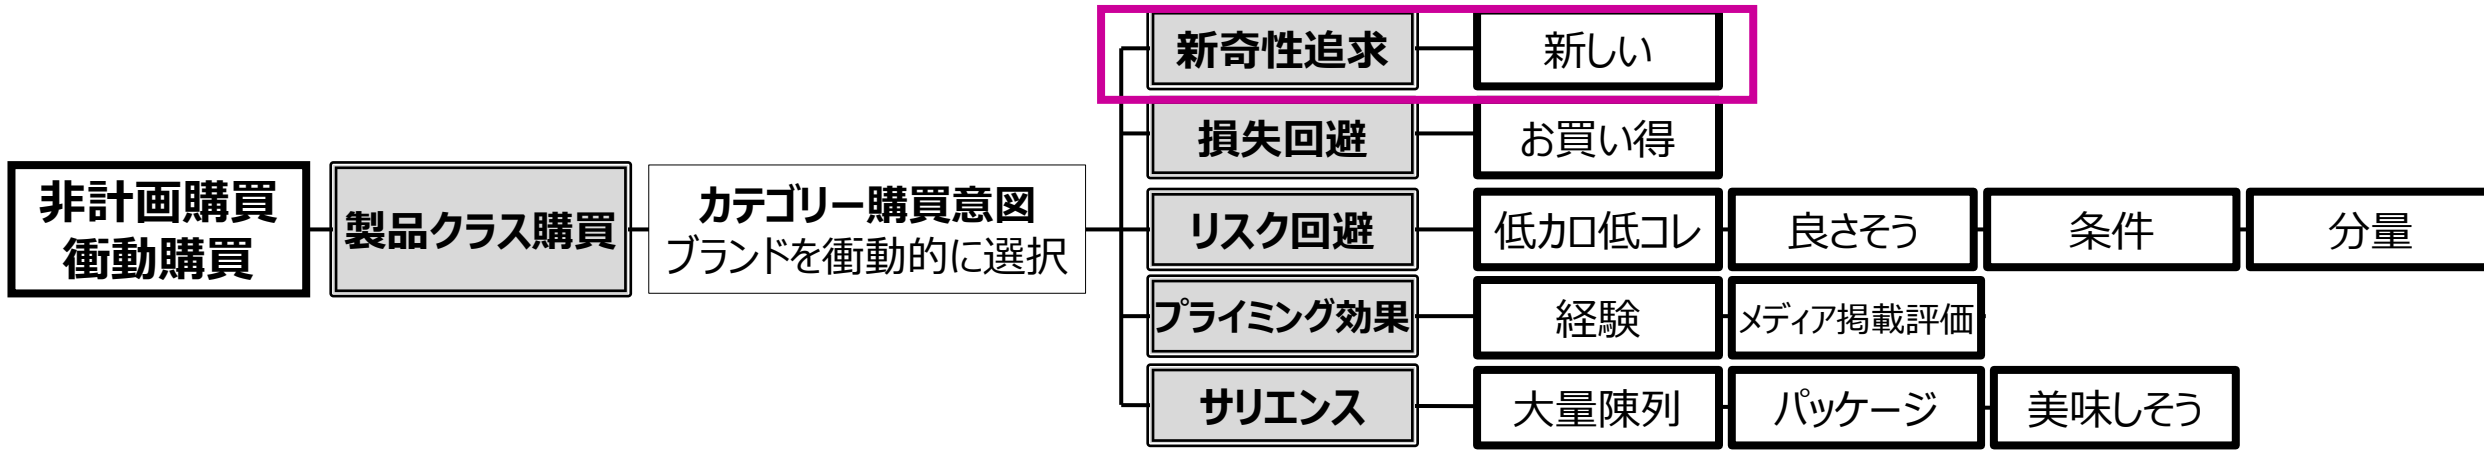 新奇性追求
新しい
損失回避
お買い得
非計画購買
衝動購買
製品クラス購買
カテゴリー購買意図
ブランドを衝動的に選択
リスク回避
低カロ低コレ
良さそう
条件
分量
プライミング効果
経験
メディア掲載評価
サリエンス
大量陳列
パッケージ
美味しそう